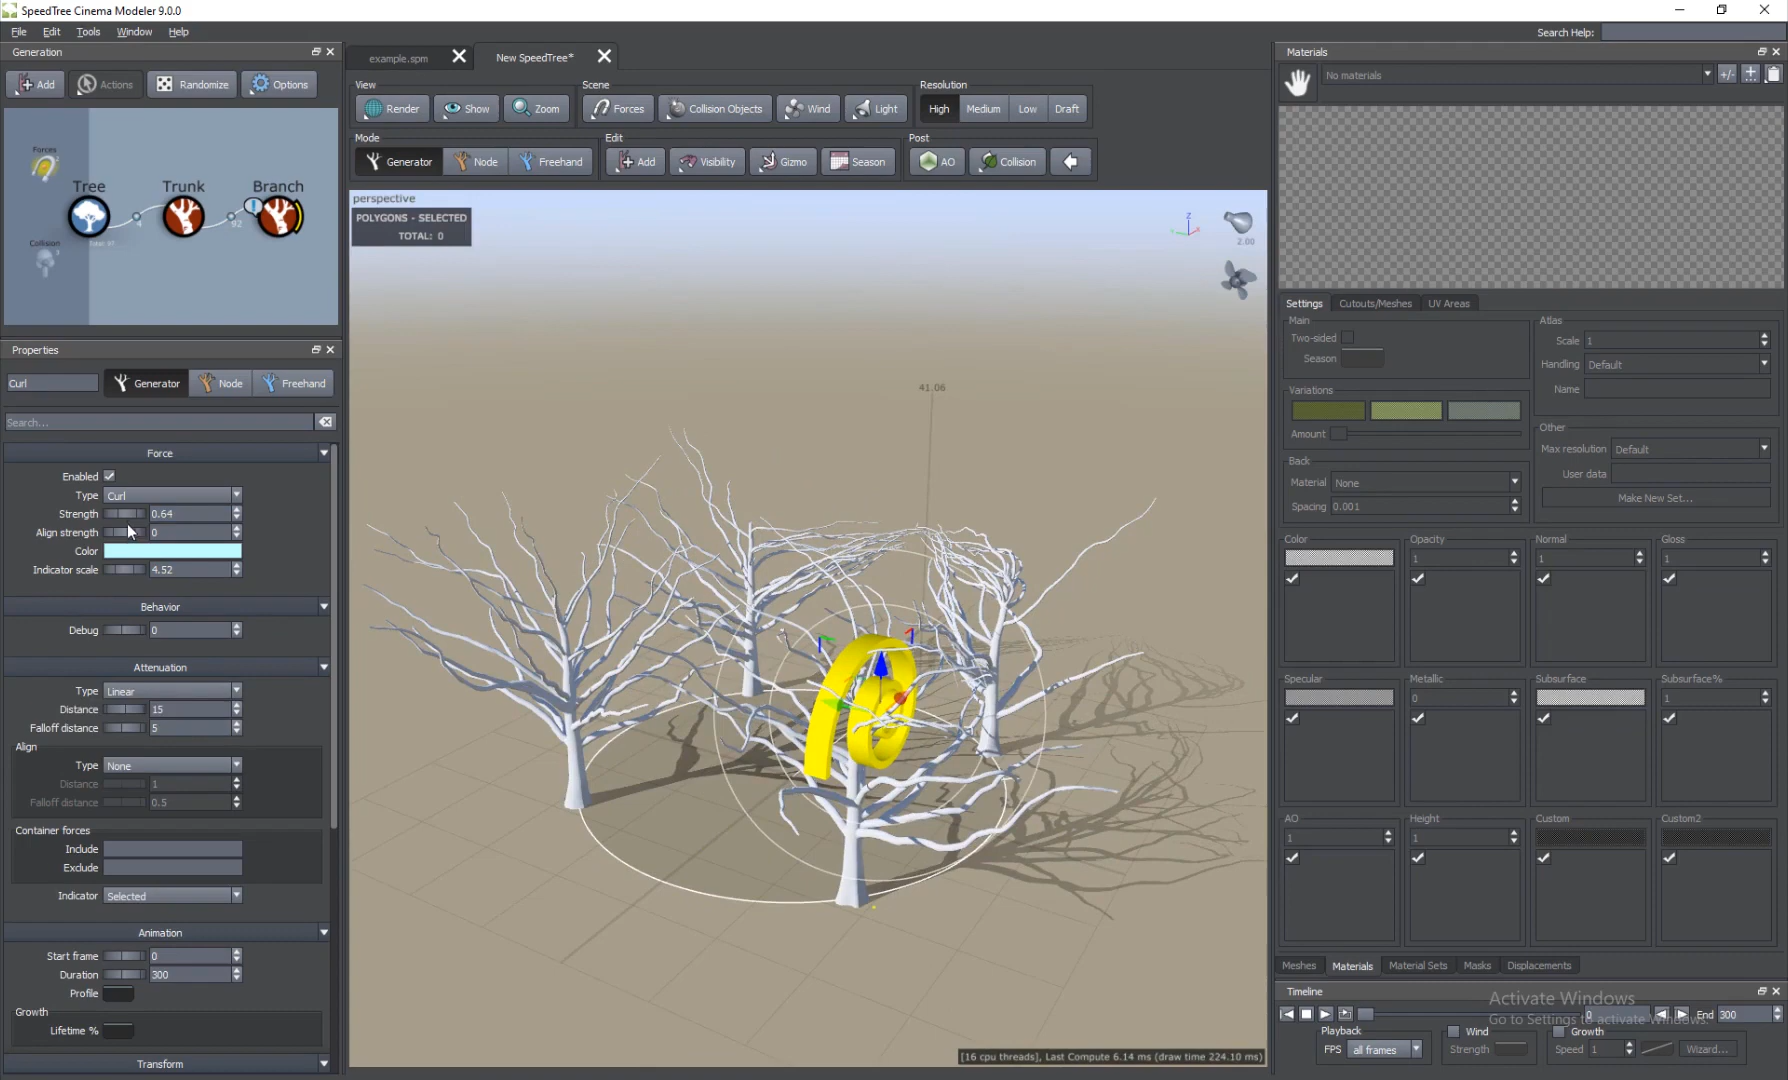 SpeedTree Cinema Modeler 9.0.0
File Edit Tools Window Help
Search Help:
Generation
Add Actions Randomize Options
Forces
Tree Trunk Branch
4 92
Collision
Properties
Curl Generator Node Freehand
Search...
Force
Enabled
Type Curl
Strength 0.64
Align strength 0
Color
Indicator scale 4.52
Behavior
Debug 0
Attenuation
Type Linear
Distance 15
Falloff distance 5
Align
Type None
Distance 1
Falloff distance 0.5
Container forces
Include
Exclude
Indicator Selected
Animation
Start frame 0
Duration 300
Profile
Growth
Lifetime %
Transform
example.spm New SpeedTree*
View Scene Resolution
Render Show Zoom Forces Collision Objects Wind Light High Medium Low Draft
Mode Edit Post
Generator Node Freehand Add Visibility Gizmo Season AO Collision
perspective
POLYGONS - SELECTED
TOTAL: 0
Z
2.00
41.06
[16 cpu threads], Last Compute 6.14 ms (draw time 224.10 ms)
Materials
No materials
+/-
Settings Cutouts/Meshes UV Areas
Main
Two-sided
Season
Variations
Amount
Back
Material None
Spacing 0.001
Atlas
Scale 1
Handling Default
Name
Other
Max resolution Default
User data
Make New Set...
Color Opacity Normal Gloss
1 1 1
Specular Metallic Subsurface Subsurface%
0 1
AO Height Custom Custom2
1 1
Meshes Materials Material Sets Masks Displacements
Timeline
Activate Windows
Go to Settings to activate Windows.
0 End 300
Playback Wind Growth
FPS all frames Strength Speed 1 Wizard...